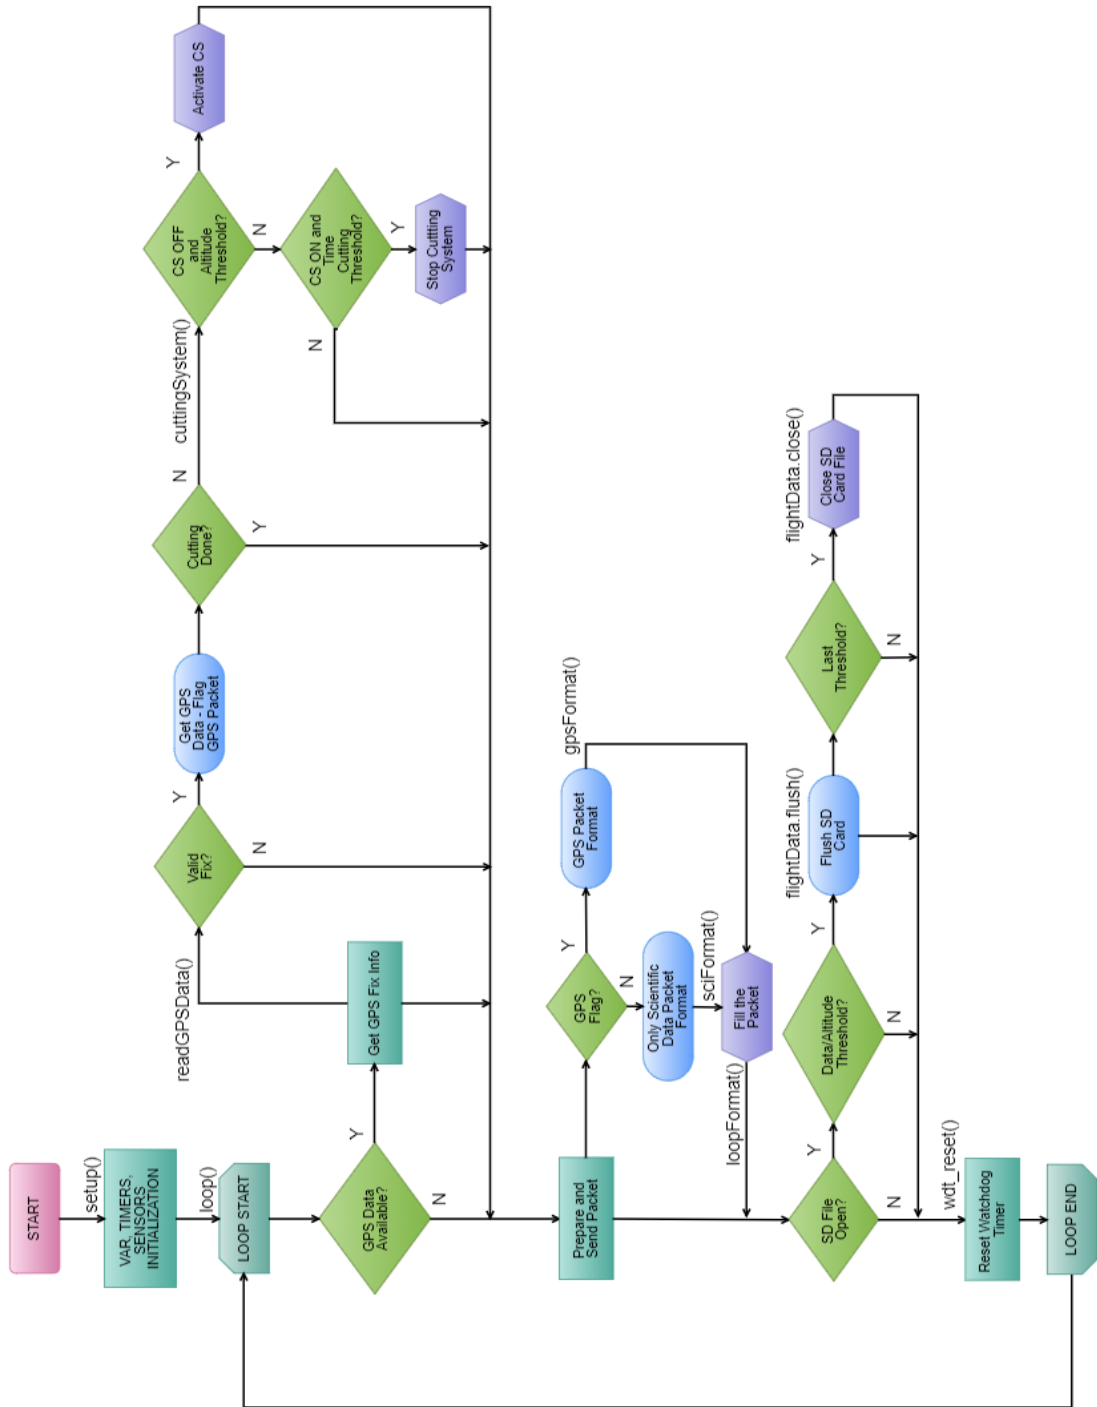 START
setup()
VAR, TIMERS,
SENSORS
INITIALIZATION
loop()
LOOP START
GPS Data
Available?
Y
N
Get GPS Fix Info
readGPSData()
Valid
Fix?
Y
N
Get GPS
Data - Flag
GPS Packet
Cutting
Done?
N
Y
cuttingSystem()
CS OFF
and
Altitude
Threshold?
Y
N
Activate CS
CS ON and
Time
Cutting
Threshold?
N
Y
Stop Cuttting
System
Prepare and
Send Packet
GPS
Flag?
Y
N
GPS Packet
Format
gpsFormat()
Only Scientific
Data Packet
Format
sciFormat()
Fill the
Packet
loopFormat()
SD File
Open?
Y
N
Data/Altitude
Threshold?
Y
N
flightData.flush()
Flush SD
Card
Last
Threshold?
Y
N
flightData.close()
Close SD
Card File
wdt_reset()
Reset Watchdog
Timer
LOOP END